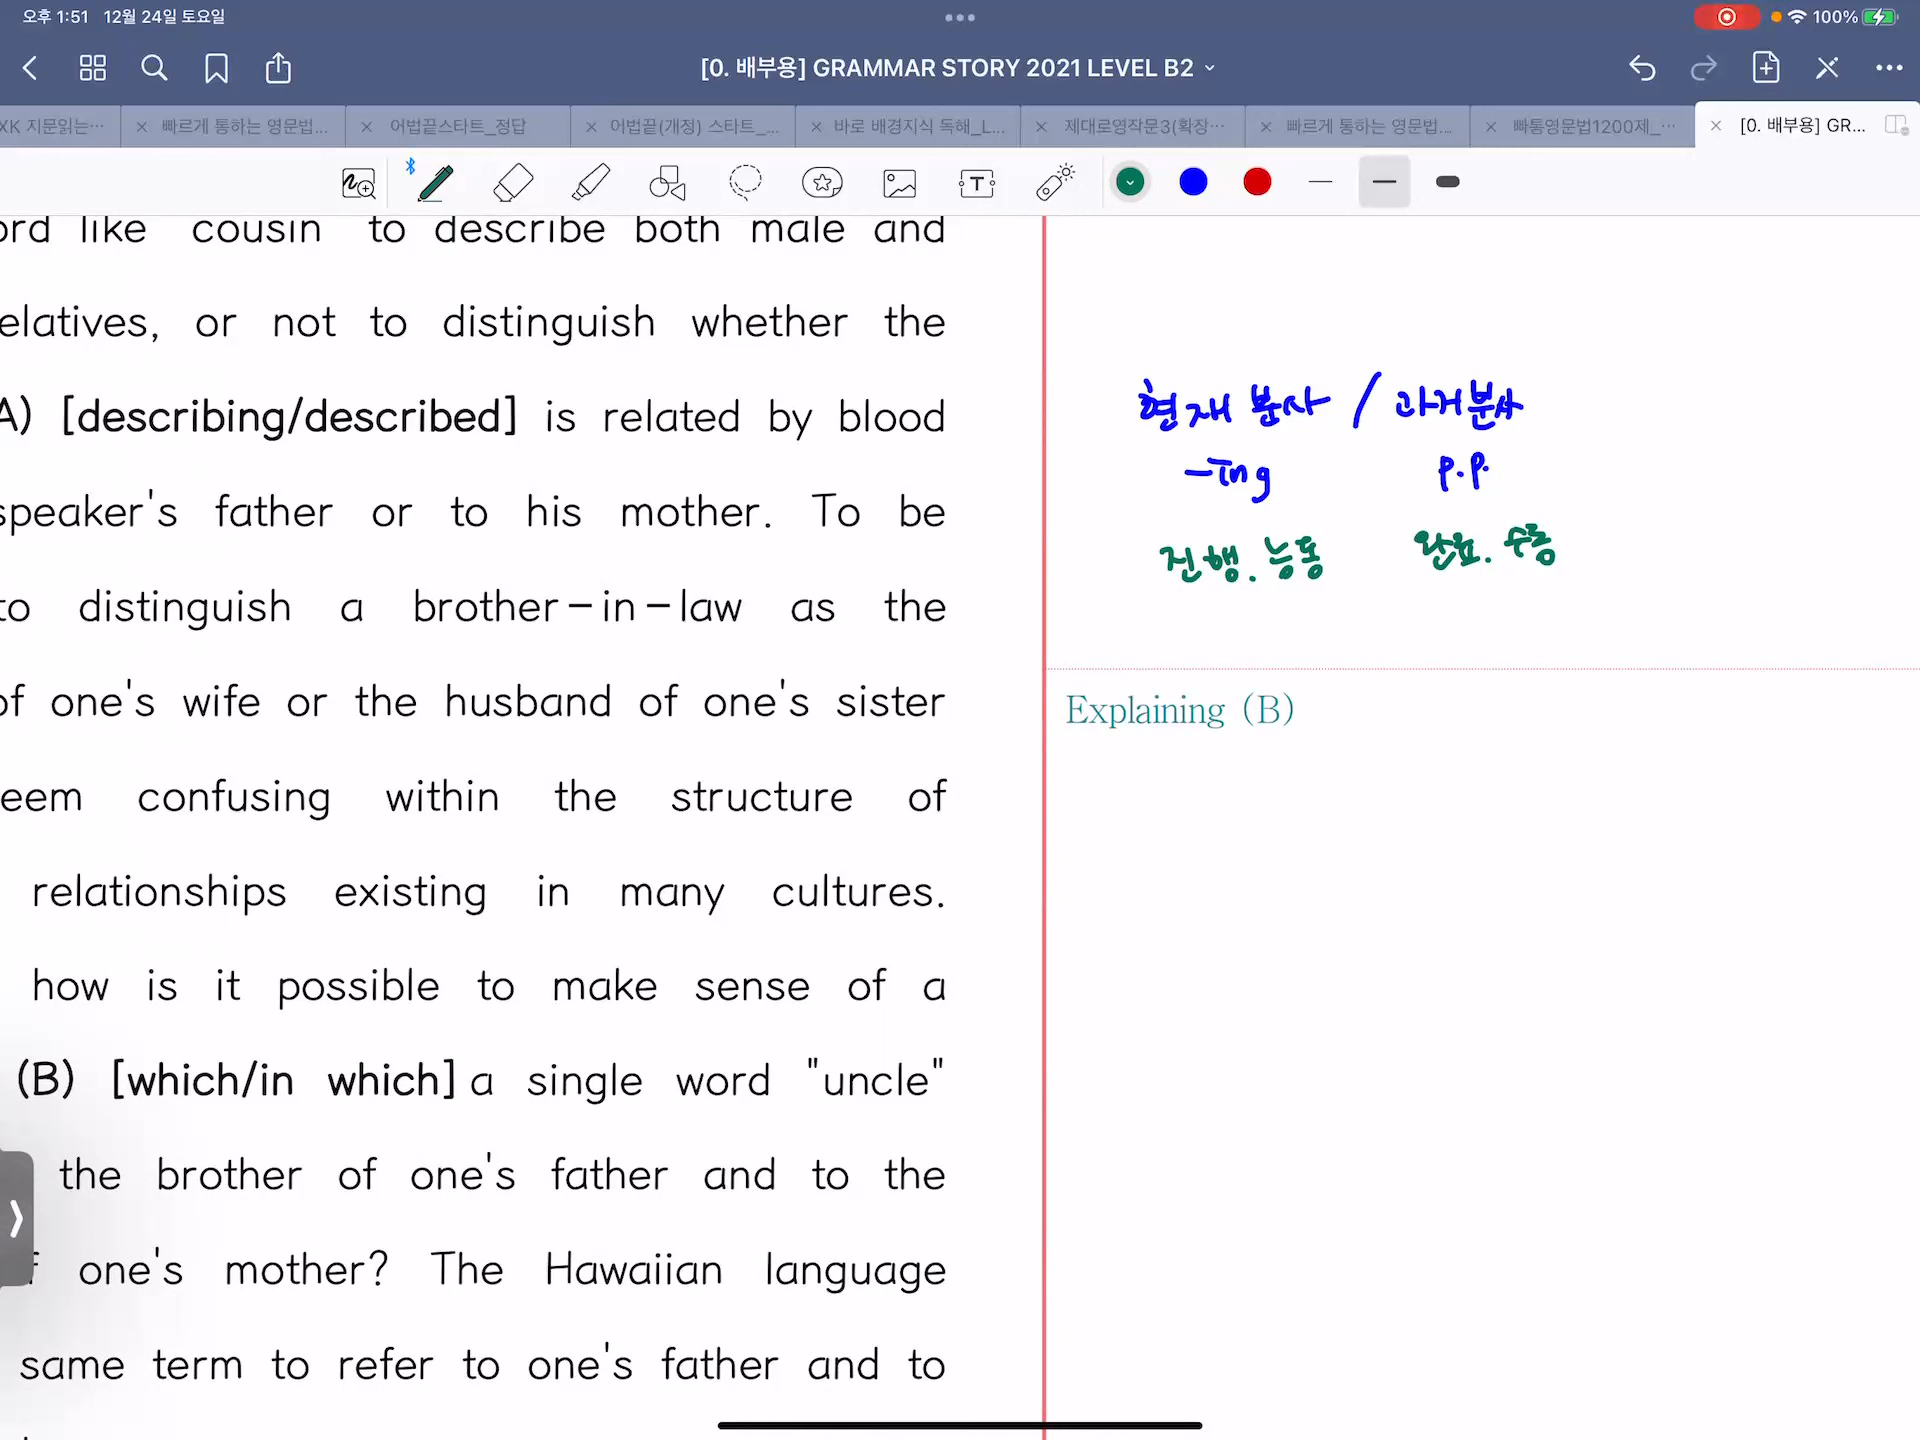 오후 1:51 12월 24일 토요일
100%
[0. 배부용] GRAMMAR STORY 2021 LEVEL B2
XK 지문읽는…
빠르게 통하는 영문법...
어법끝스타트_정답
어법끝(개정) 스타트_...
바로 배경지식 독해_L...
제대로영작문3(확장…
빠르게 통하는 영문법...
빠통영문법1200제_…
[0. 배부용] GR...
ord like cousin to describe both male and
elatives, or not to distinguish whether the
A) [describing/described] is related by blood
speaker's father or to his mother. To be
to distinguish a brother-in-law as the
of one's wife or the husband of one's sister
eem confusing within the structure of
relationships existing in many cultures.
how is it possible to make sense of a
(B) [which/in which] a single word "uncle"
the brother of one's father and to the
f one's mother? The Hawaiian language
same term to refer to one's father and to
현재분사 / 과거분사
-ing p.p.
진행. 능동 완료. 수동
Explaining (B)